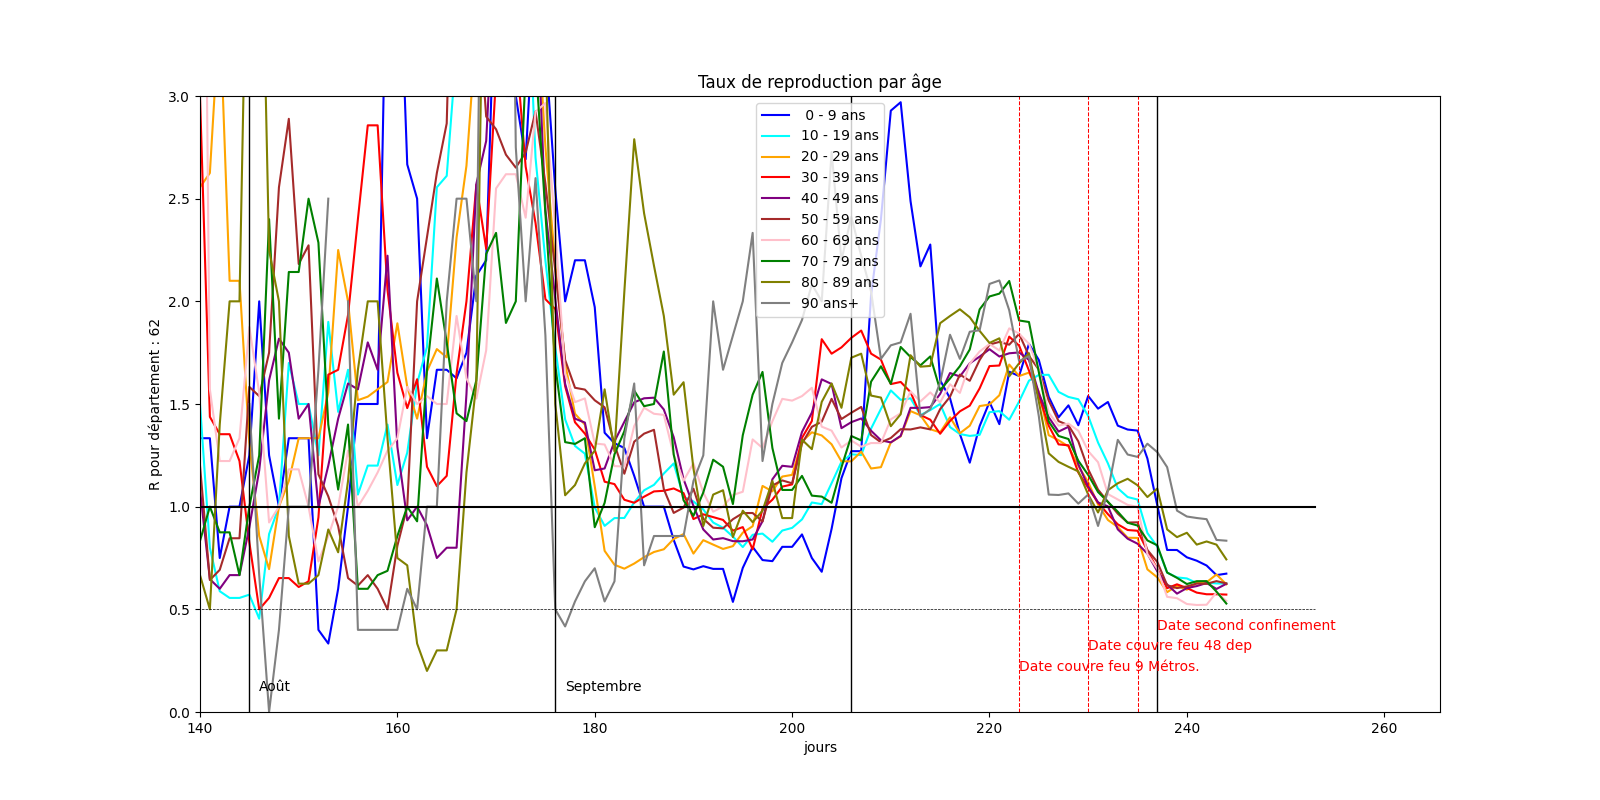 Taux de reproduction par âge
R pour département : 62
3.0
2.5
2.0
1.5
1.0
0.5
0.0
0 - 9 ans
10 - 19 ans
20 - 29 ans
30 - 39 ans
40 - 49 ans
50 - 59 ans
60 - 69 ans
70 - 79 ans
80 - 89 ans
90 ans+
Date second confinement
Date couvre feu 48 dep
Date couvre feu 9 Métros.
Août
Septembre
140
160
180
200
220
240
260
jours